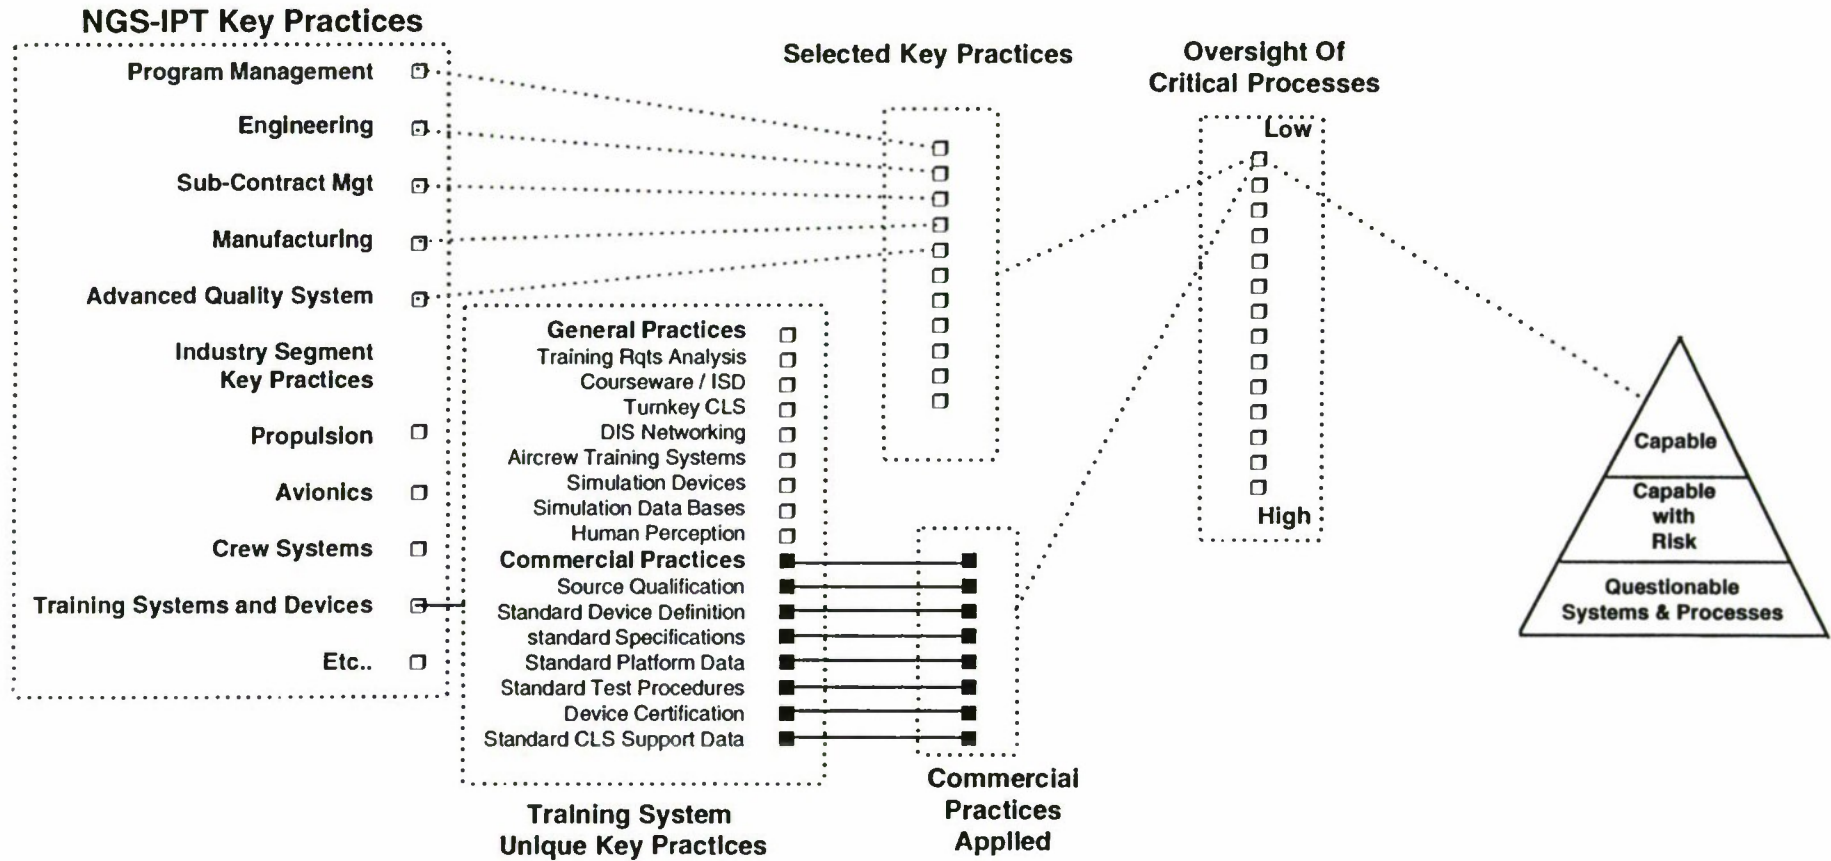 NGS-IPT Key Practices
Program Management
Engineering
Sub-Contract Mgt
Manufacturing
Advanced Quality System
Industry Segment
Key Practices
Propulsion
Avionics
Crew Systems
Training Systems and Devices
Etc..
General Practices
Training Rqts Analysis
Courseware / ISD
Turnkey CLS
DIS Networking
Aircrew Training Systems
Simulation Devices
Simulation Data Bases
Human Perception
Commercial Practices
Source Qualification
Standard Device Definition
standard Specifications
Standard Platform Data
Standard Test Procedures
Device Certification
Standard CLS Support Data
Training System
Unique Key Practices
Selected Key Practices
Commercial
Practices
Applied
Oversight Of
Critical Processes
Low
High
Capable
Capable
with
Risk
Questionable
Systems & Processes